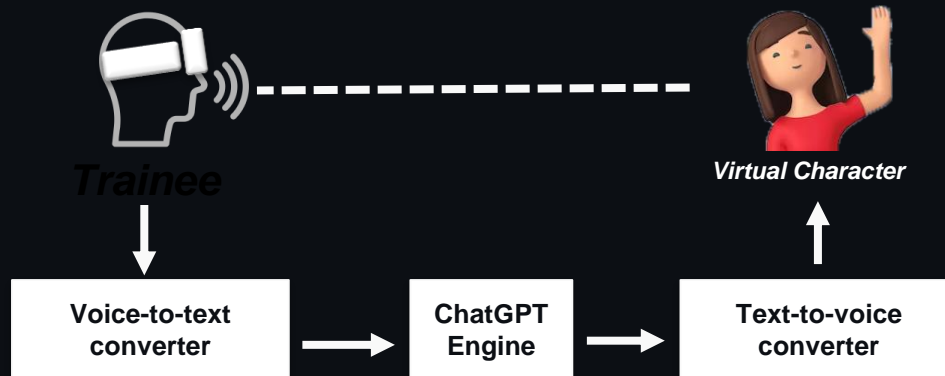 Trainee
Virtual Character
Voice-to-text
converter
ChatGPT
Engine
Text-to-voice
converter